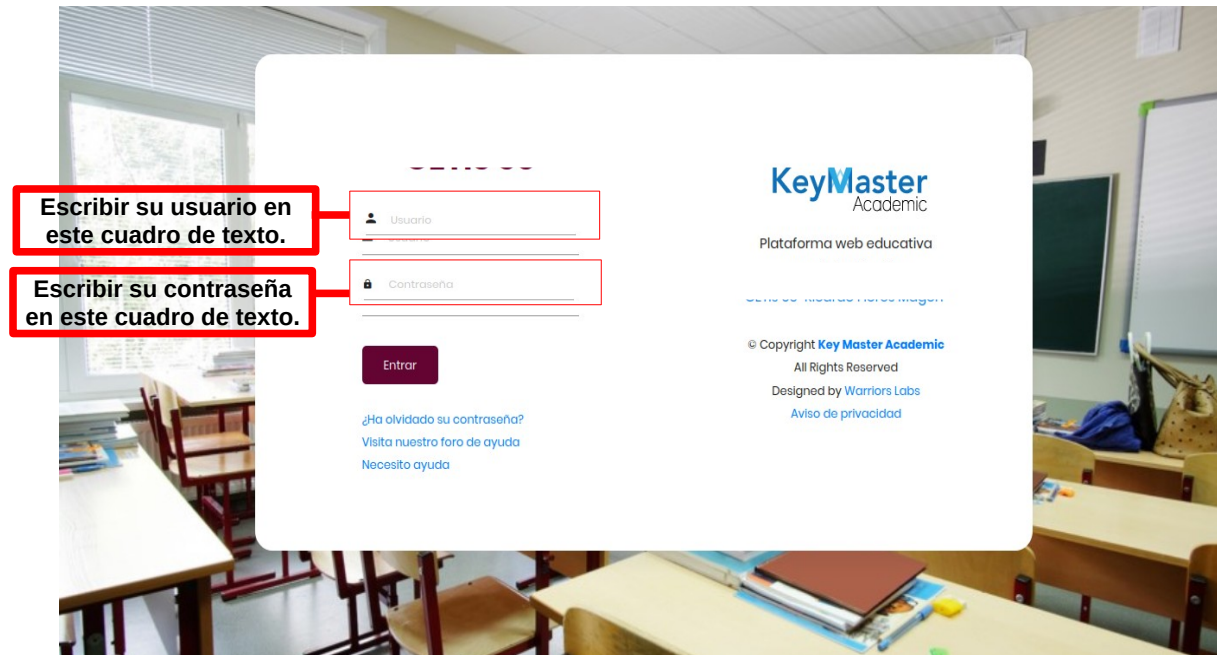 Escribir su usuario en
este cuadro de texto.
Escribir su contraseña
en este cuadro de texto.
Usuario
Contraseña
Entrar
¿Ha olvidado su contraseña?
Visita nuestro foro de ayuda
Necesito ayuda
KeyMaster
Academic
Plataforma web educativa
© Copyright Key Master Academic
All Rights Reserved
Designed by Warriors Labs
Aviso de privacidad